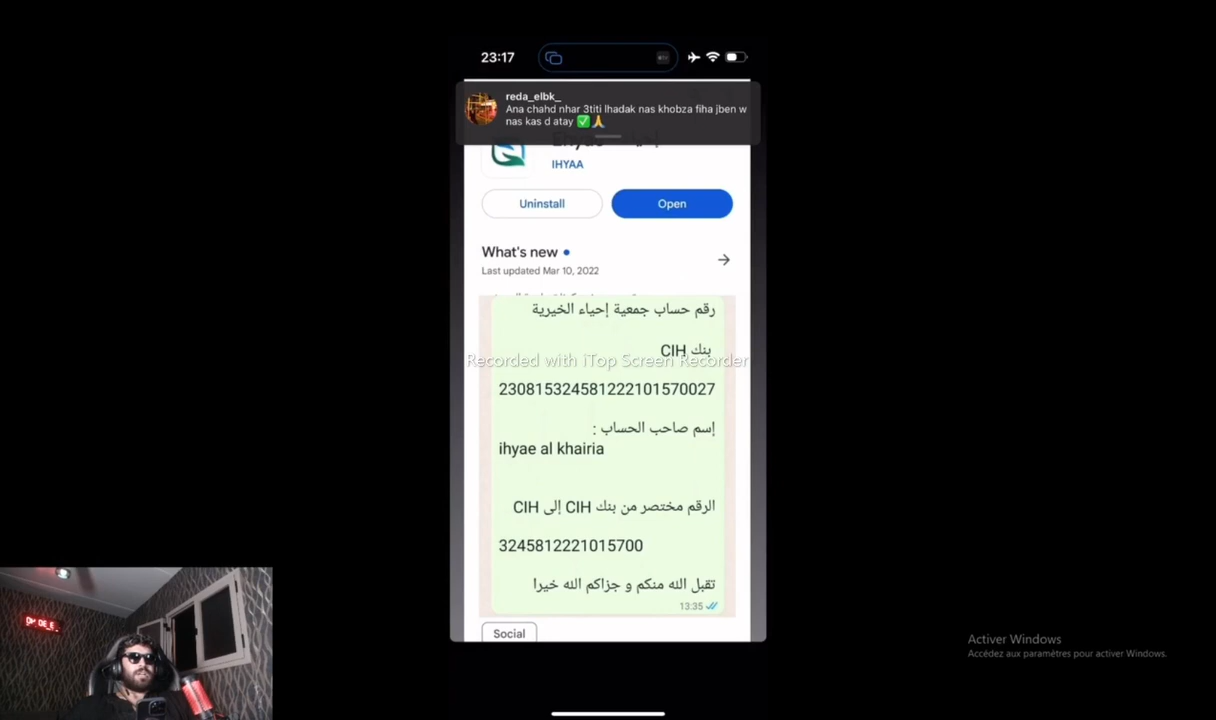 23:17
reda_elbk_
Ana chahd nhar 3titi lhadak nas khobza fiha jben w
nas kas d atay ✅🙏
IHYAA
Uninstall
Open
What's new
Last updated Mar 10, 2022
رقم حساب جمعية إحياء الخيرية
بنك CIH
Recorded with iTop Screen Recorder
230815324581222101570027
إسم صاحب الحساب :
ihyae al khairia
الرقم مختصر من بنك CIH إلى CIH
3245812221015700
تقبل الله منكم و جزاكم الله خيرا
13:35
Social
Activer Windows
Accédez aux paramètres pour activer Windows.